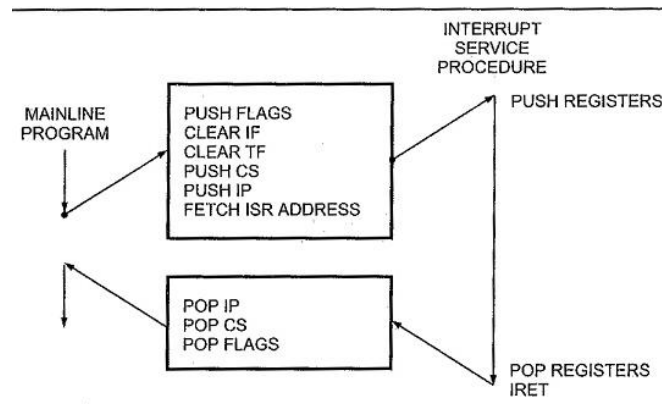 INTERRUPT
SERVICE
PROCEDURE
MAINLINE
PROGRAM
PUSH FLAGS
CLEAR IF
CLEAR TF
PUSH CS
PUSH IP
FETCH ISR ADDRESS
PUSH REGISTERS
POP IP
POP CS
POP FLAGS
POP REGISTERS
IRET